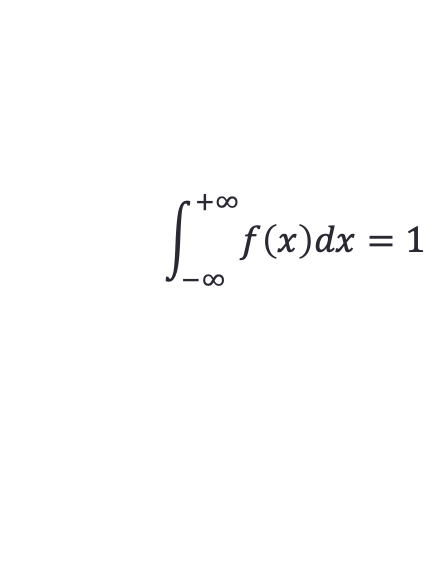 ∫_{-∞}^{+∞} f(x)dx = 1